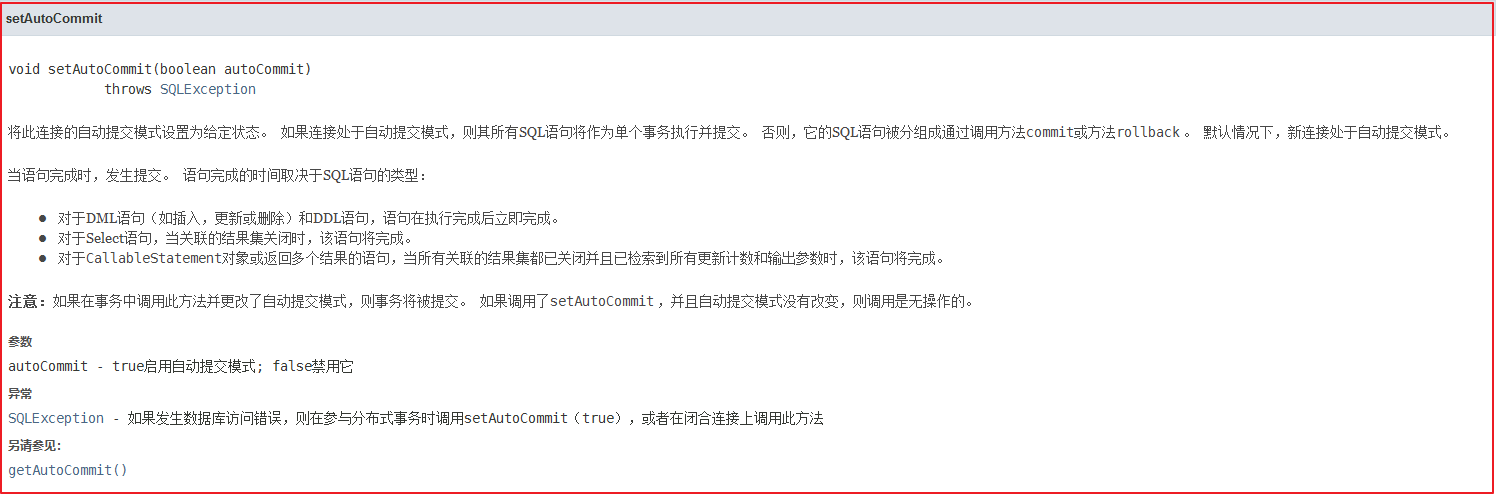 setAutoCommit
void setAutoCommit(boolean autoCommit)
throws SQLException
将此连接的自动提交模式设置为给定状态。 如果连接处于自动提交模式，则其所有SQL语句将作为单个事务执行并提交。 否则，它的SQL语句被分组成通过调用方法commit或方法rollback 。 默认情况下，新连接处于自动提交模式。
当语句完成时，发生提交。 语句完成的时间取决于SQL语句的类型：
● 对于DML语句（如插入，更新或删除）和DDL语句，语句在执行完成后立即完成。
● 对于Select语句，当关联的结果集关闭时，该语句将完成。
● 对于CallableStatement对象或返回多个结果的语句，当所有关联的结果集都已关闭并且已检索到所有更新计数和输出参数时，该语句将完成。
注意：如果在事务中调用此方法并更改了自动提交模式，则事务将被提交。 如果调用了setAutoCommit ，并且自动提交模式没有改变，则调用是无操作的。
参数
autoCommit - true启用自动提交模式; false禁用它
异常
SQLException - 如果发生数据库访问错误，则在参与分布式事务时调用setAutoCommit（true），或者在闭合连接上调用此方法
另请参见:
getAutoCommit()